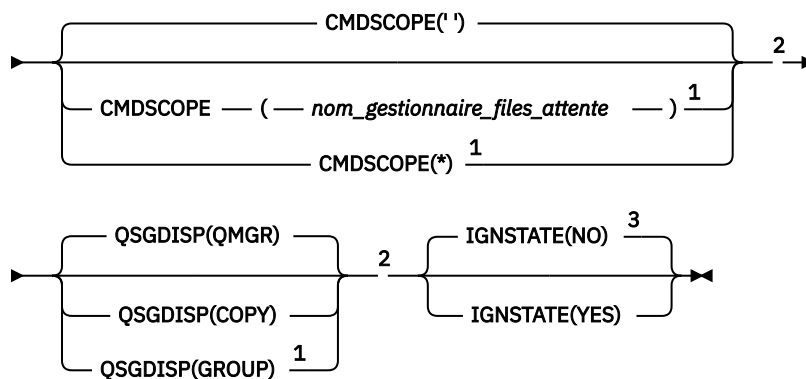 CMDSCOPE(' ')
2
CMDSCOPE ( nom_gestionnaire_files_attente ) 1
CMDSCOPE(*) 1
QSGDISP(QMGR) IGNSTATE(NO) 3
2
QSGDISP(COPY) IGNSTATE(YES)
QSGDISP(GROUP) 1